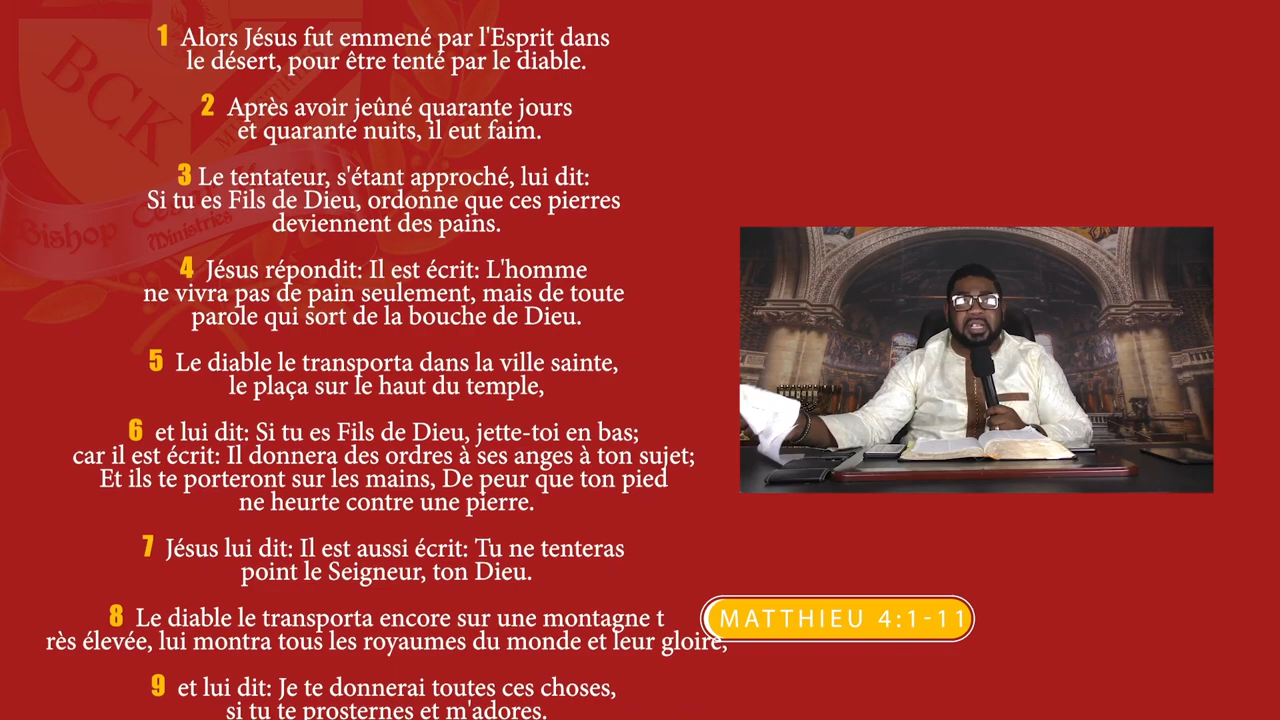 BCK
MINISTRIES
Bishop
Ministries
1 Alors Jésus fut emmené par l'Esprit dans
le désert, pour être tenté par le diable.
2 Après avoir jeûné quarante jours
et quarante nuits, il eut faim.
3 Le tentateur, s'étant approché, lui dit:
Si tu es Fils de Dieu, ordonne que ces pierres
deviennent des pains.
4 Jésus répondit: Il est écrit: L'homme
ne vivra pas de pain seulement, mais de toute
parole qui sort de la bouche de Dieu.
5 Le diable le transporta dans la ville sainte,
le plaça sur le haut du temple,
6 et lui dit: Si tu es Fils de Dieu, jette-toi en bas;
car il est écrit: Il donnera des ordres à ses anges à ton sujet;
Et ils te porteront sur les mains, De peur que ton pied
ne heurte contre une pierre.
7 Jésus lui dit: Il est aussi écrit: Tu ne tenteras
point le Seigneur, ton Dieu.
8 Le diable le transporta encore sur une montagne t
rès élevée, lui montra tous les royaumes du monde et leur gloire,
9 et lui dit: Je te donnerai toutes ces choses,
si tu te prosternes et m'adores.
MATTHIEU 4:1-11